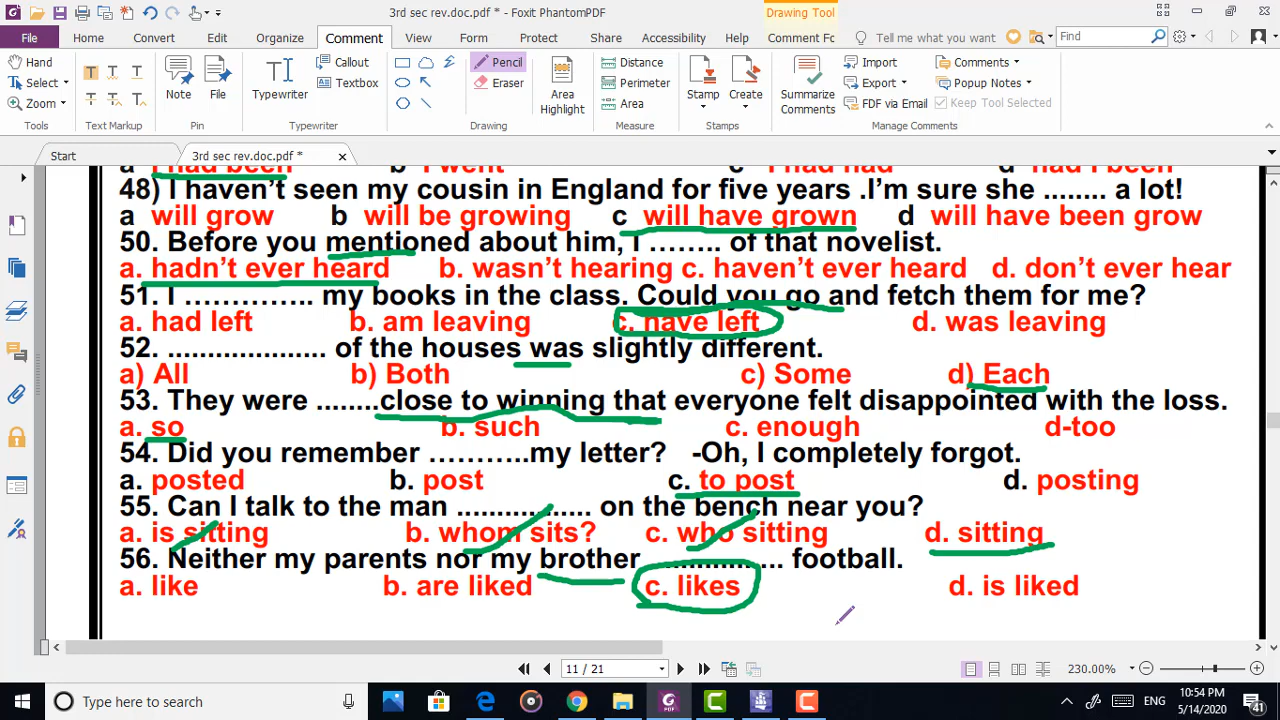 3rd sec rev.doc.pdf * - Foxit PhantomPDF
Drawing Tool
File Home Convert Edit Organize Comment View Form Protect Share Accessibility Help Comment Fc Tell me what you want Find
Hand
Select
Zoom
Tools
T T T
T T T
Text Markup
Note
File
Pin
Typewriter
Callout
Textbox
Typewriter
Pencil
Eraser
Drawing
Area Highlight
Distance
Perimeter
Area
Measure
Stamp
Create
Stamps
Summarize Comments
Import
Export
FDF via Email
Comments
Popup Notes
Keep Tool Selected
Manage Comments
Start 3rd sec rev.doc.pdf *
a I had been b I went c I had had d had I been
48) I haven't seen my cousin in England for five years .I'm sure she ........ a lot!
a will grow b will be growing c will have grown d will have been grow
50. Before you mentioned about him, I …….. of that novelist.
a. hadn't ever heard b. wasn't hearing c. haven't ever heard d. don't ever hear
51. I ………….. my books in the class. Could you go and fetch them for me?
a. had left b. am leaving c. have left d. was leaving
52. .................... of the houses was slightly different.
a) All b) Both c) Some d) Each
53. They were ........close to winning that everyone felt disappointed with the loss.
a. so b. such c. enough d-too
54. Did you remember ………..my letter? -Oh, I completely forgot.
a. posted b. post c. to post d. posting
55. Can I talk to the man ................. on the bench near you?
a. is sitting b. whom sits? c. who sitting d. sitting
56. Neither my parents nor my brother ................. football.
a. like b. are liked c. likes d. is liked
11 / 21
230.00%
Type here to search
ENG
10:54 PM
5/14/2020
41